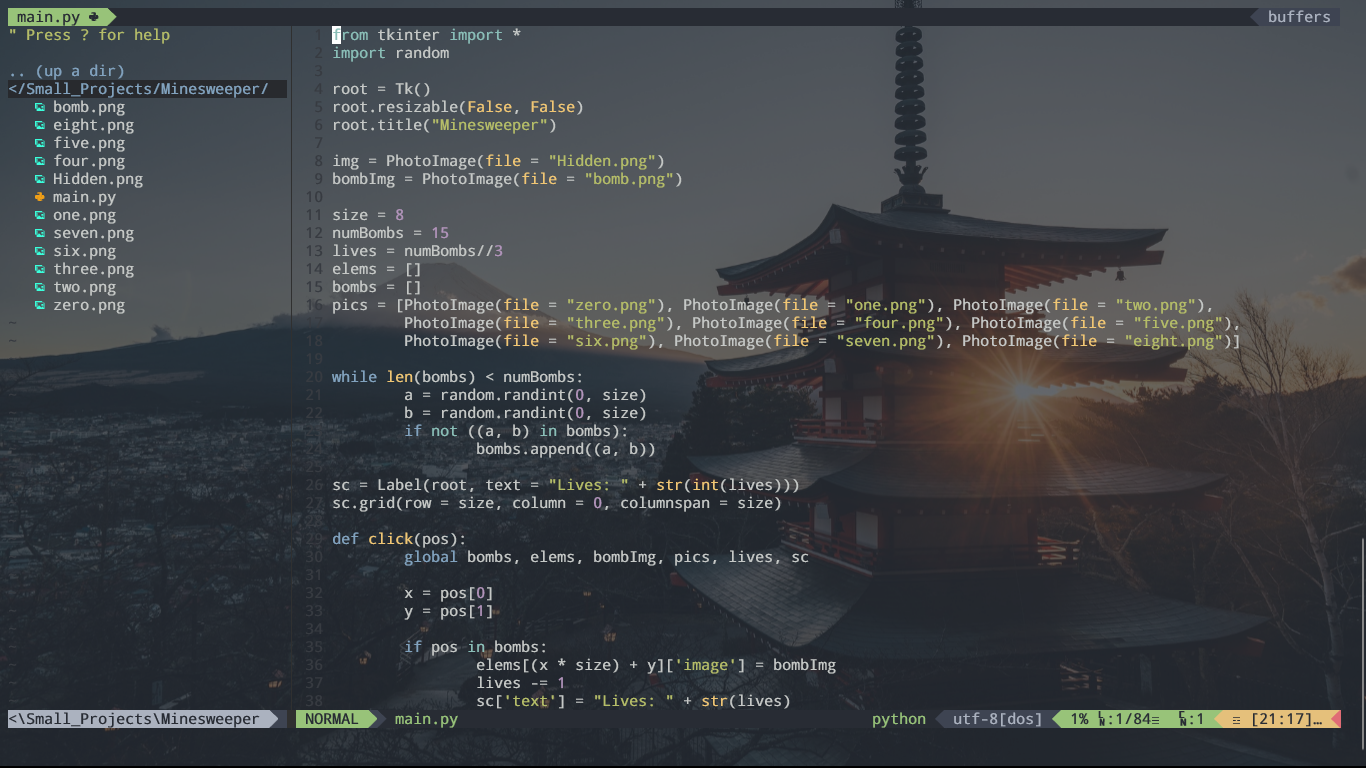 main.py
buffers
" Press ? for help
.. (up a dir)
</Small_Projects/Minesweeper/
bomb.png
eight.png
five.png
four.png
Hidden.png
main.py
one.png
seven.png
six.png
three.png
two.png
zero.png
~
~
1 from tkinter import *
2 import random
3
4 root = Tk()
5 root.resizable(False, False)
6 root.title("Minesweeper")
7
8 img = PhotoImage(file = "Hidden.png")
9 bombImg = PhotoImage(file = "bomb.png")
10
11 size = 8
12 numBombs = 15
13 lives = numBombs//3
14 elems = []
15 bombs = []
16 pics = [PhotoImage(file = "zero.png"), PhotoImage(file = "one.png"), PhotoImage(file = "two.png"),
17         PhotoImage(file = "three.png"), PhotoImage(file = "four.png"), PhotoImage(file = "five.png"),
18         PhotoImage(file = "six.png"), PhotoImage(file = "seven.png"), PhotoImage(file = "eight.png")]
19
20 while len(bombs) < numBombs:
21         a = random.randint(0, size)
22         b = random.randint(0, size)
23         if not ((a, b) in bombs):
24                 bombs.append((a, b))
25
26 sc = Label(root, text = "Lives: " + str(int(lives)))
27 sc.grid(row = size, column = 0, columnspan = size)
28
29 def click(pos):
30         global bombs, elems, bombImg, pics, lives, sc
31
32         x = pos[0]
33         y = pos[1]
34
35         if pos in bombs:
36                 elems[(x * size) + y]['image'] = bombImg
37                 lives -= 1
38                 sc['text'] = "Lives: " + str(lives)
<\Small_Projects\Minesweeper
NORMAL main.py python utf-8[dos] 1% ㏑:1/84≡ ㏑:1 ☲ [21:17]…